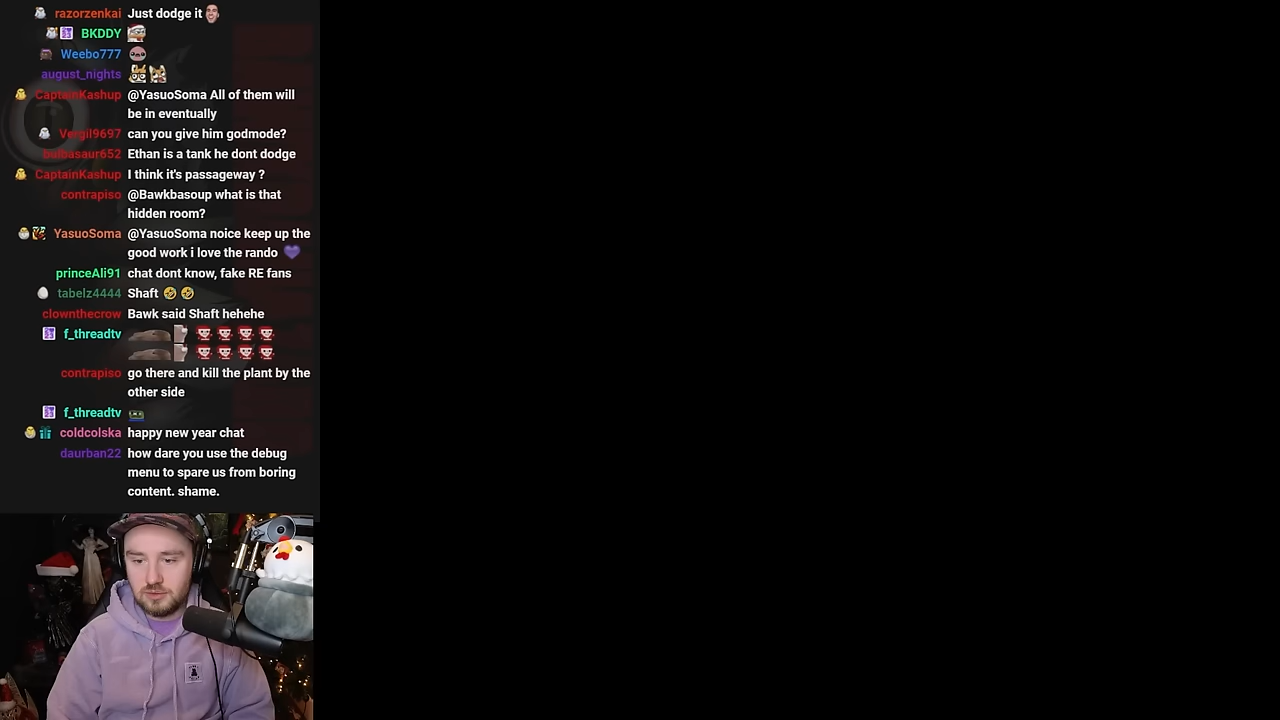 razorzenkai Just dodge it
BKDDY
Weebo777
august_nights
CaptainKashup @YasuoSoma All of them will
be in eventually
Vergil9697 can you give him godmode?
bulbasaur652 Ethan is a tank he dont dodge
CaptainKashup I think it's passageway ?
contrapiso @Bawkbasoup what is that
hidden room?
YasuoSoma @YasuoSoma noice keep up the
good work i love the rando
princeAli91 chat dont know, fake RE fans
tabelz4444 Shaft
clownthecrow Bawk said Shaft hehehe
f_threadtv
contrapiso go there and kill the plant by the
other side
f_threadtv
coldcolska happy new year chat
daurban22 how dare you use the debug
menu to spare us from boring
content. shame.